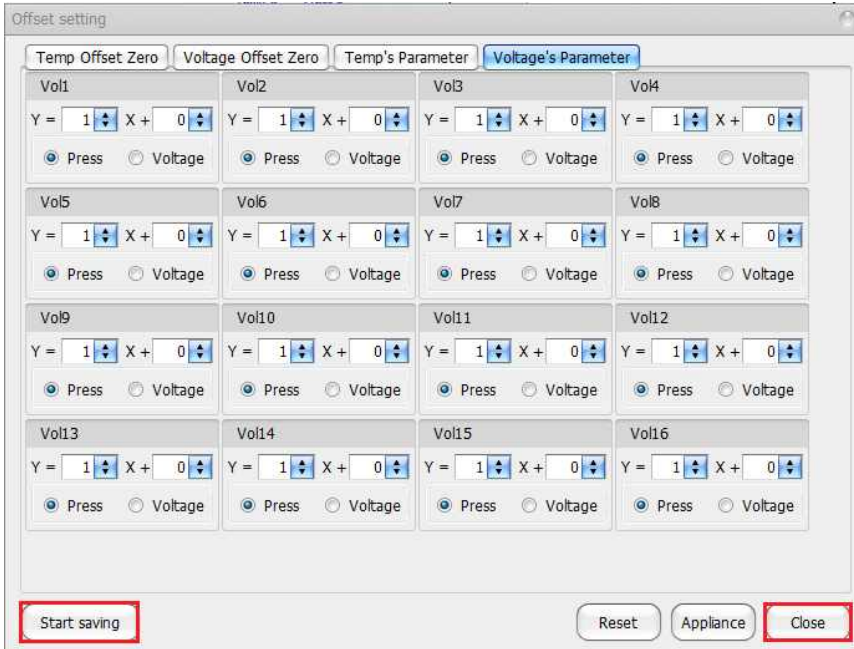 Offset setting
Temp Offset Zero Voltage Offset Zero Temp's Parameter Voltage's Parameter
Vol1 Vol2 Vol3 Vol4
Y = 1 X + 0 Y = 1 X + 0 Y = 1 X + 0 Y = 1 X + 0
Press Voltage Press Voltage Press Voltage Press Voltage
Vol5 Vol6 Vol7 Vol8
Y = 1 X + 0 Y = 1 X + 0 Y = 1 X + 0 Y = 1 X + 0
Press Voltage Press Voltage Press Voltage Press Voltage
Vol9 Vol10 Vol11 Vol12
Y = 1 X + 0 Y = 1 X + 0 Y = 1 X + 0 Y = 1 X + 0
Press Voltage Press Voltage Press Voltage Press Voltage
Vol13 Vol14 Vol15 Vol16
Y = 1 X + 0 Y = 1 X + 0 Y = 1 X + 0 Y = 1 X + 0
Press Voltage Press Voltage Press Voltage Press Voltage
Start saving Reset Appliance Close